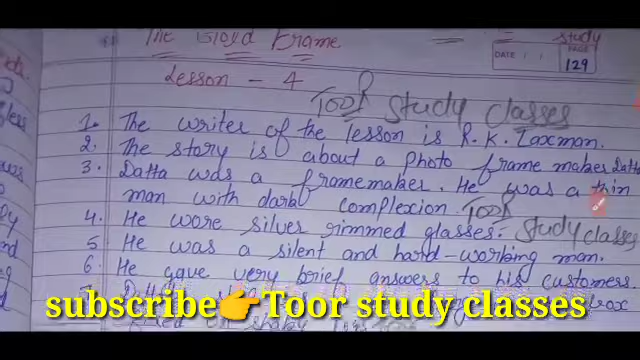 The Gold Frame
study
DATE : :
PAGE 129
Lesson - 4
Toor Study classes
1. The writer of the lesson is R. K. Laxman.
2. The story is about a photo frame maker Datta
3. Datta was a framemaker. He was a thin
man with dark complexion. Toor
4. He wore silver rimmed glasses. Study classes
5 He was a silent and hard-working man.
6. He gave very brief answers to his customers.
7.
subscribe👉Toor study classes